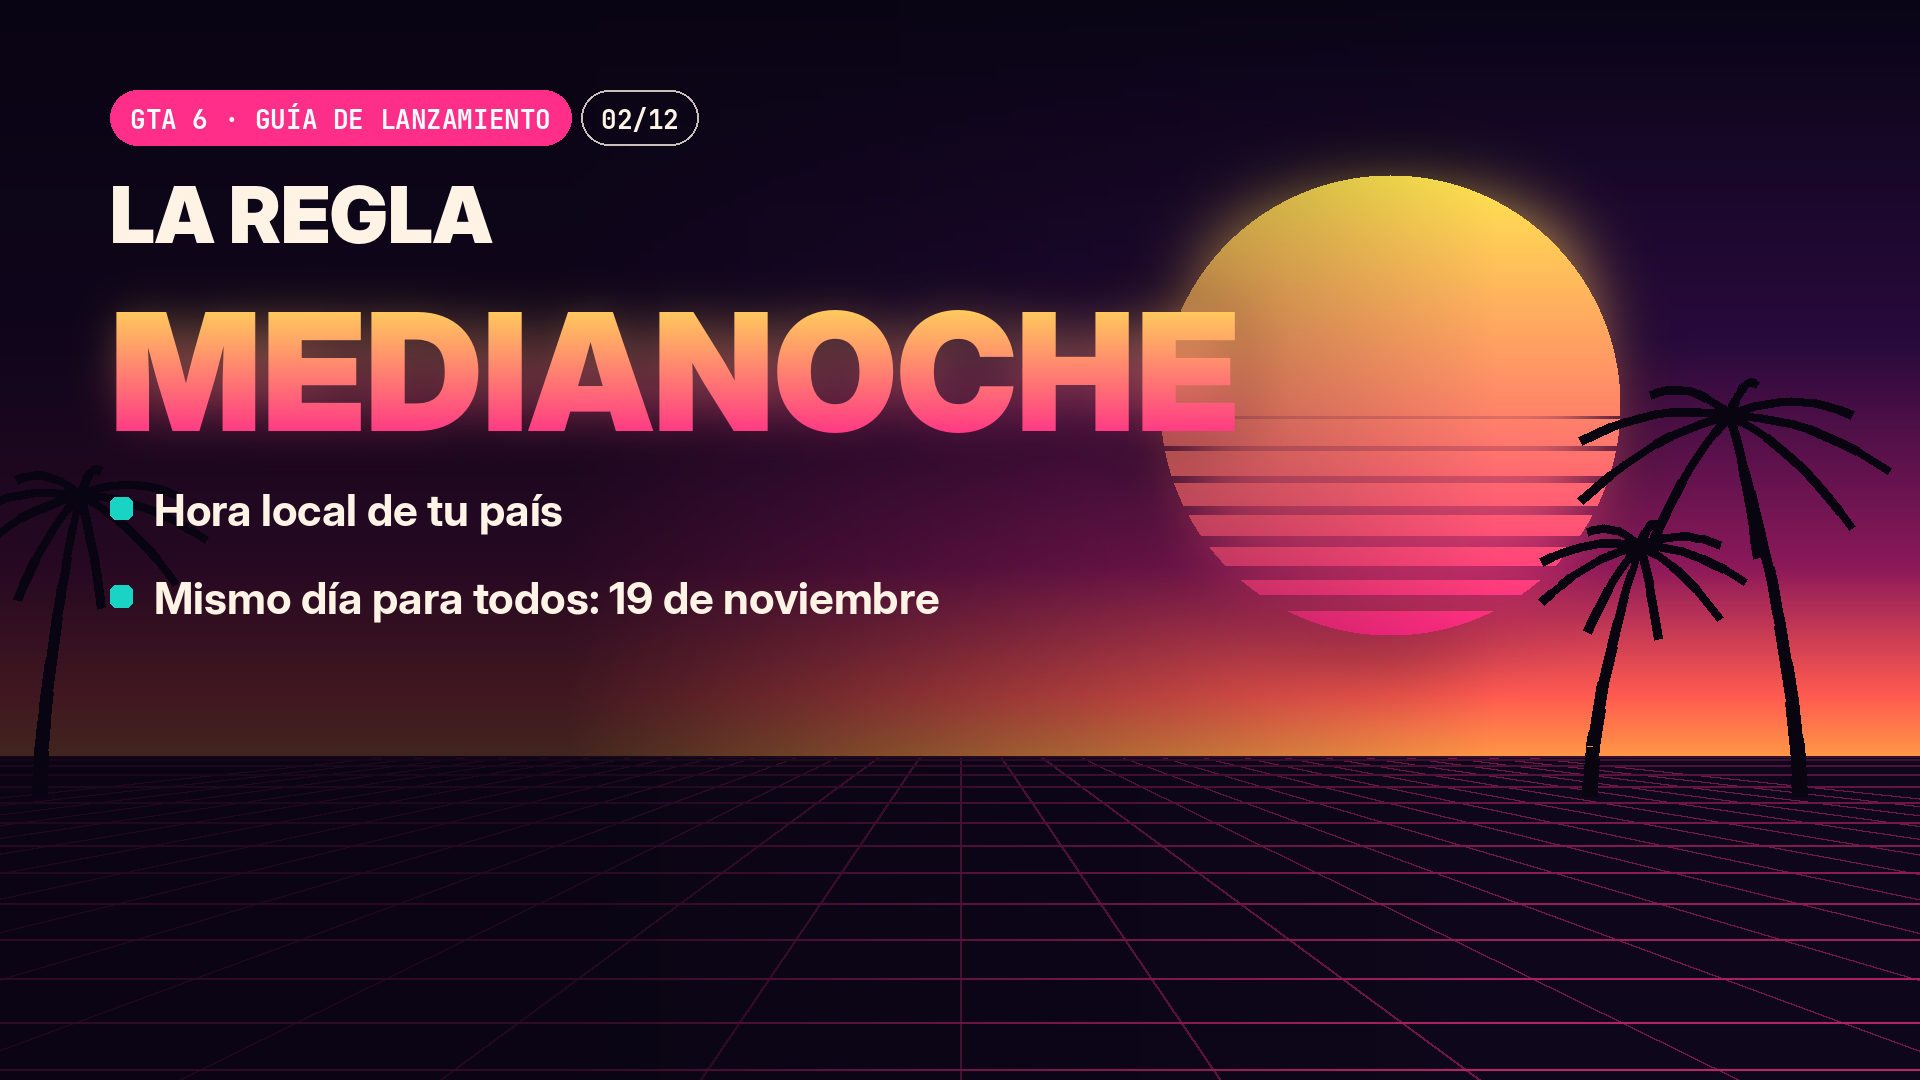 GTA 6 · GUÍA DE LANZAMIENTO
02/12
LA REGLA
MEDIANOCHE
Hora local de tu país
Mismo día para todos: 19 de noviembre